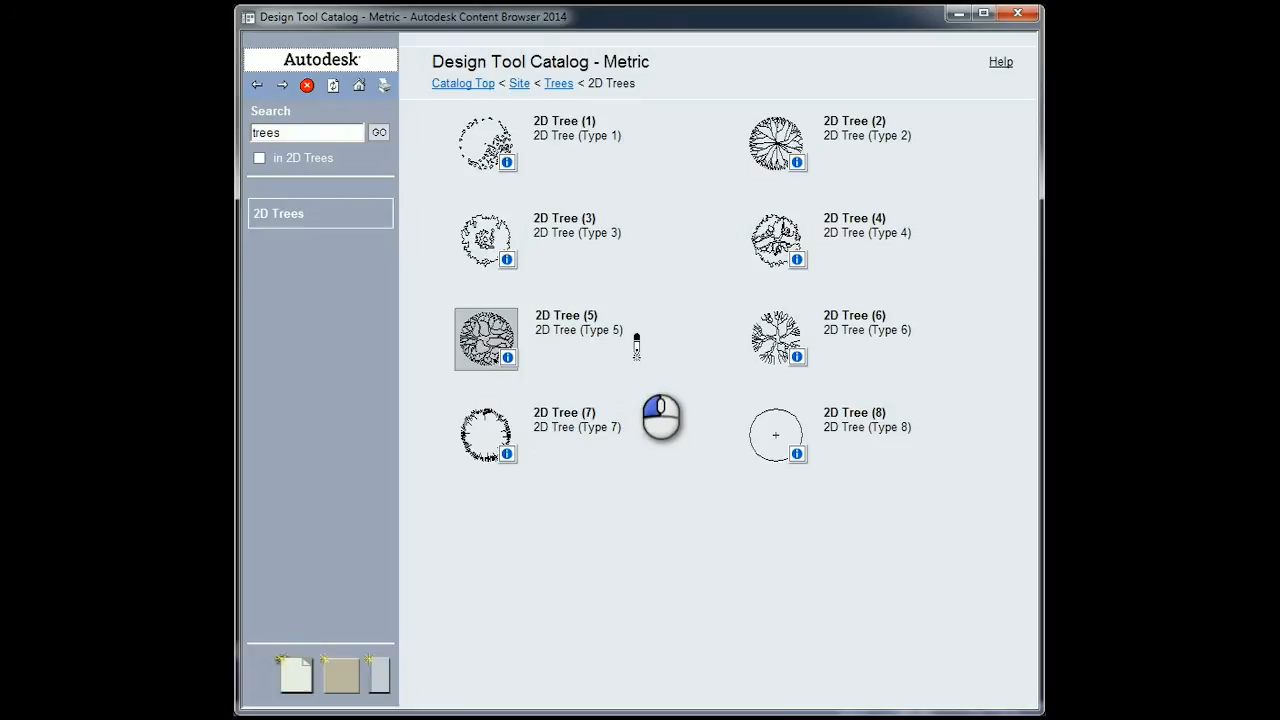 Design Tool Catalog - Metric - Autodesk Content Browser 2014
Autodesk
Search
trees
GO
in 2D Trees
2D Trees
Design Tool Catalog - Metric
Help
Catalog Top < Site < Trees < 2D Trees
2D Tree (1)
2D Tree (Type 1)
2D Tree (2)
2D Tree (Type 2)
2D Tree (3)
2D Tree (Type 3)
2D Tree (4)
2D Tree (Type 4)
2D Tree (5)
2D Tree (Type 5)
2D Tree (6)
2D Tree (Type 6)
2D Tree (7)
2D Tree (Type 7)
2D Tree (8)
2D Tree (Type 8)